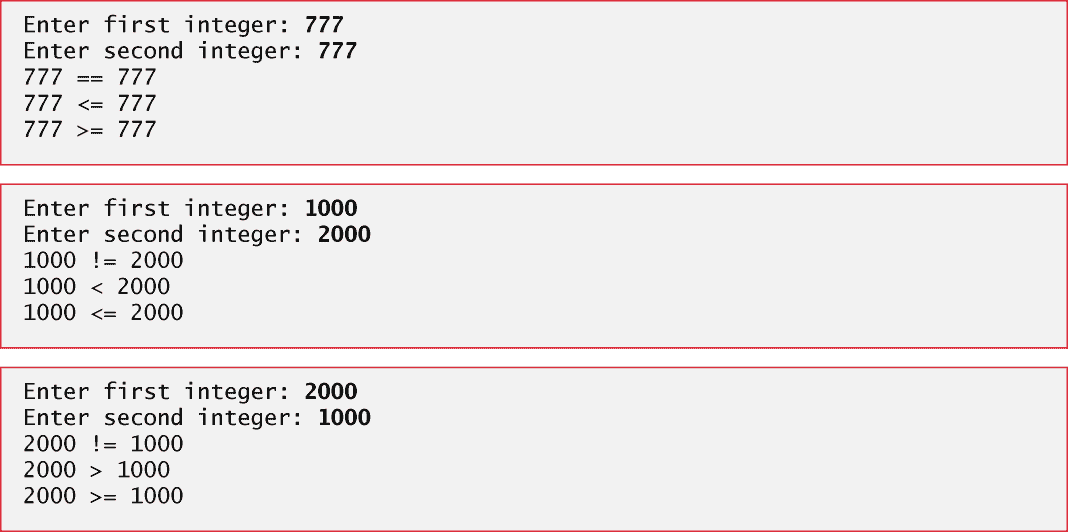 Enter first integer: 777
Enter second integer: 777
777 == 777
777 <= 777
777 >= 777
Enter first integer: 1000
Enter second integer: 2000
1000 != 2000
1000 < 2000
1000 <= 2000
Enter first integer: 2000
Enter second integer: 1000
2000 != 1000
2000 > 1000
2000 >= 1000